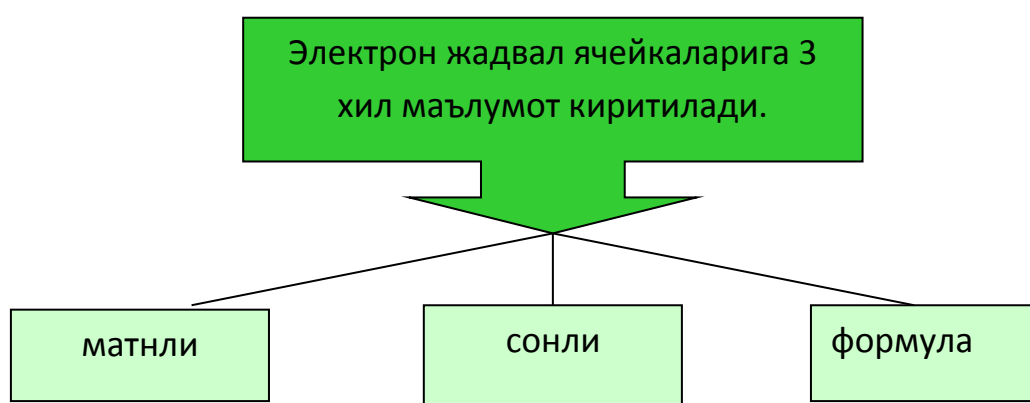 Электрон жадвал ячейкаларига 3
хил маълумот киритилади.
матнли
сонли
формула